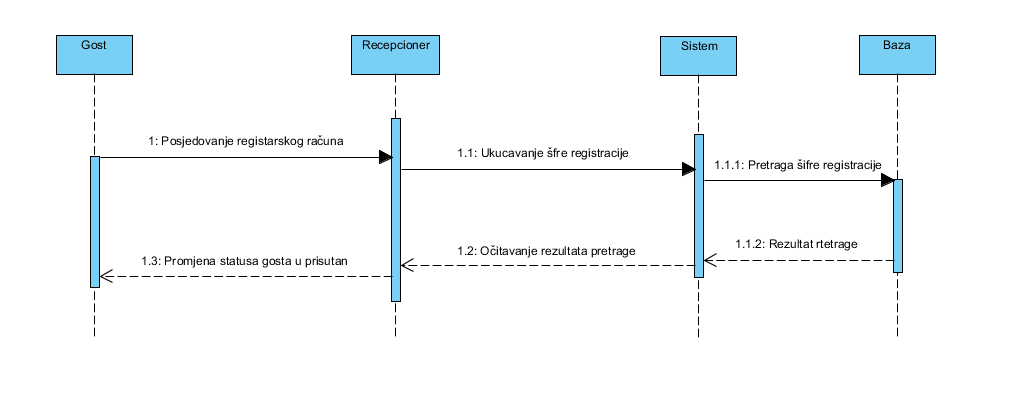 Gost
Recepcioner
Sistem
Baza
1: Posjedovanje registarskog računa
1.1: Ukucavanje šfre registracije
1.1.1: Pretraga šifre registracije
1.1.2: Rezultat rtetrage
1.2: Očitavanje rezultata pretrage
1.3: Promjena statusa gosta u prisutan